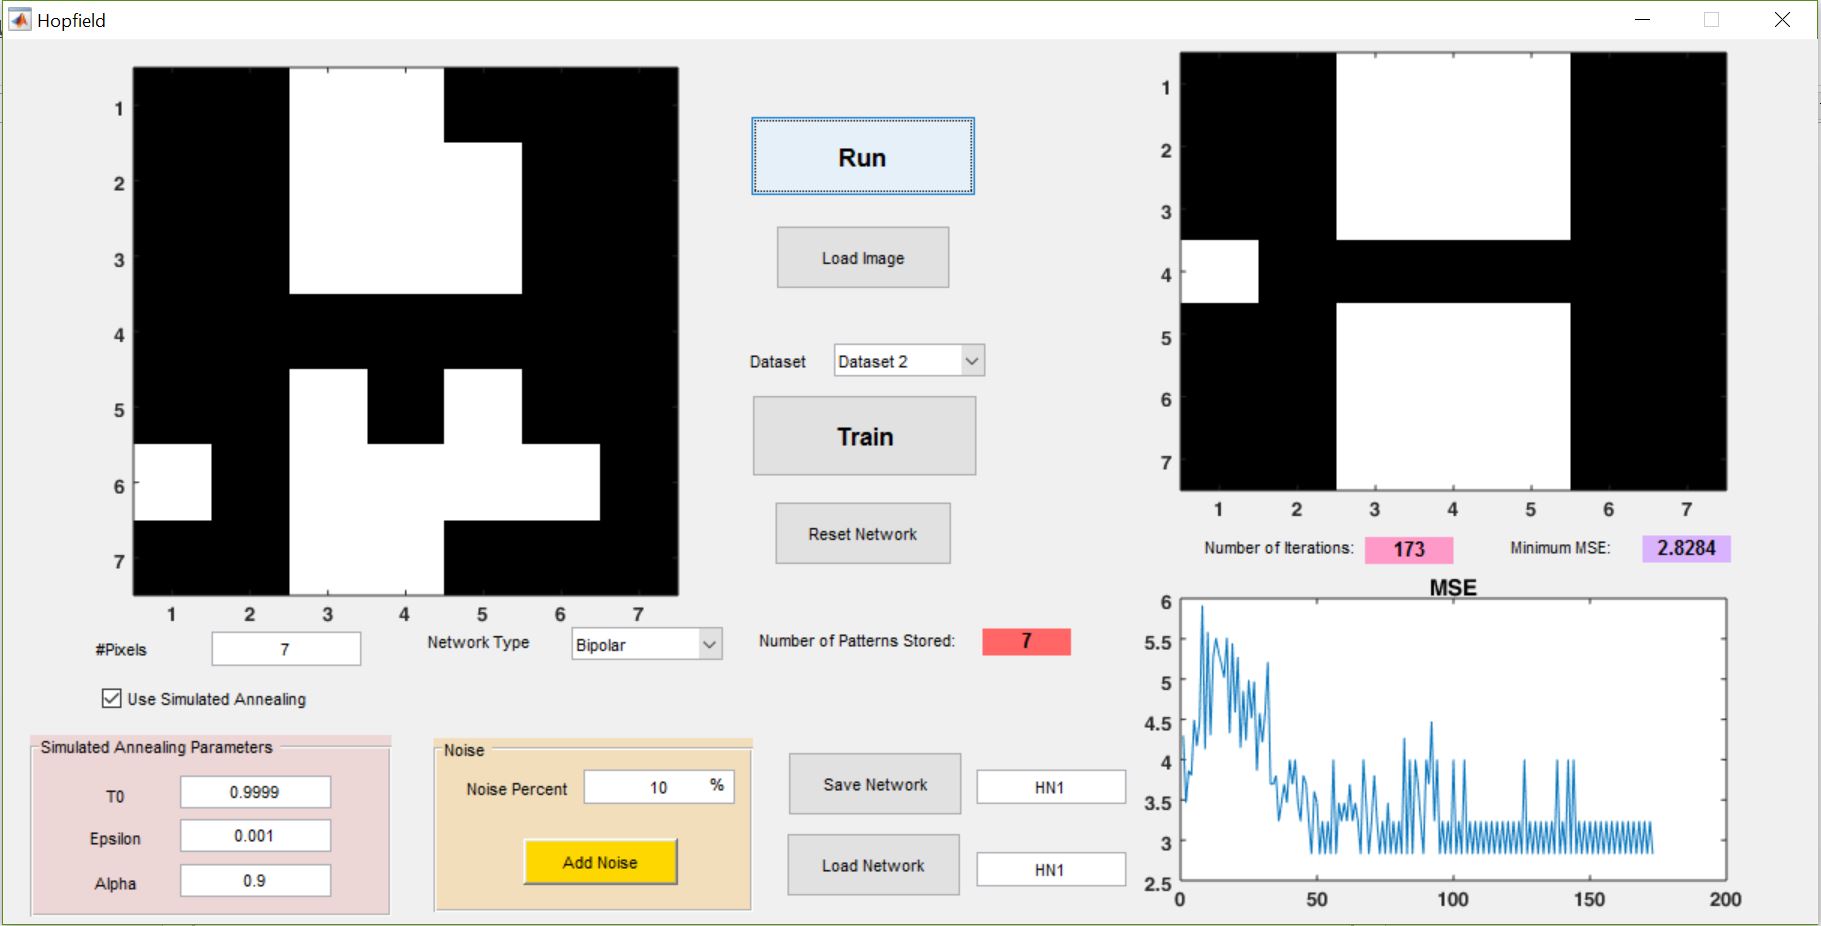 Hopfield
1
2
3
4
5
6
7
1 2 3 4 5 6 7
#Pixels 7
Network Type Bipolar
Use Simulated Annealing
Simulated Annealing Parameters
T0 0.9999
Epsilon 0.001
Alpha 0.9
Noise
Noise Percent 10 %
Add Noise
Run
Load Image
Dataset Dataset 2
Train
Reset Network
Number of Patterns Stored: 7
Save Network HN1
Load Network HN1
1
2
3
4
5
6
7
1 2 3 4 5 6 7
Number of Iterations: 173 Minimum MSE: 2.8284
MSE
6
5.5
5
4.5
4
3.5
3
2.5
0 50 100 150 200